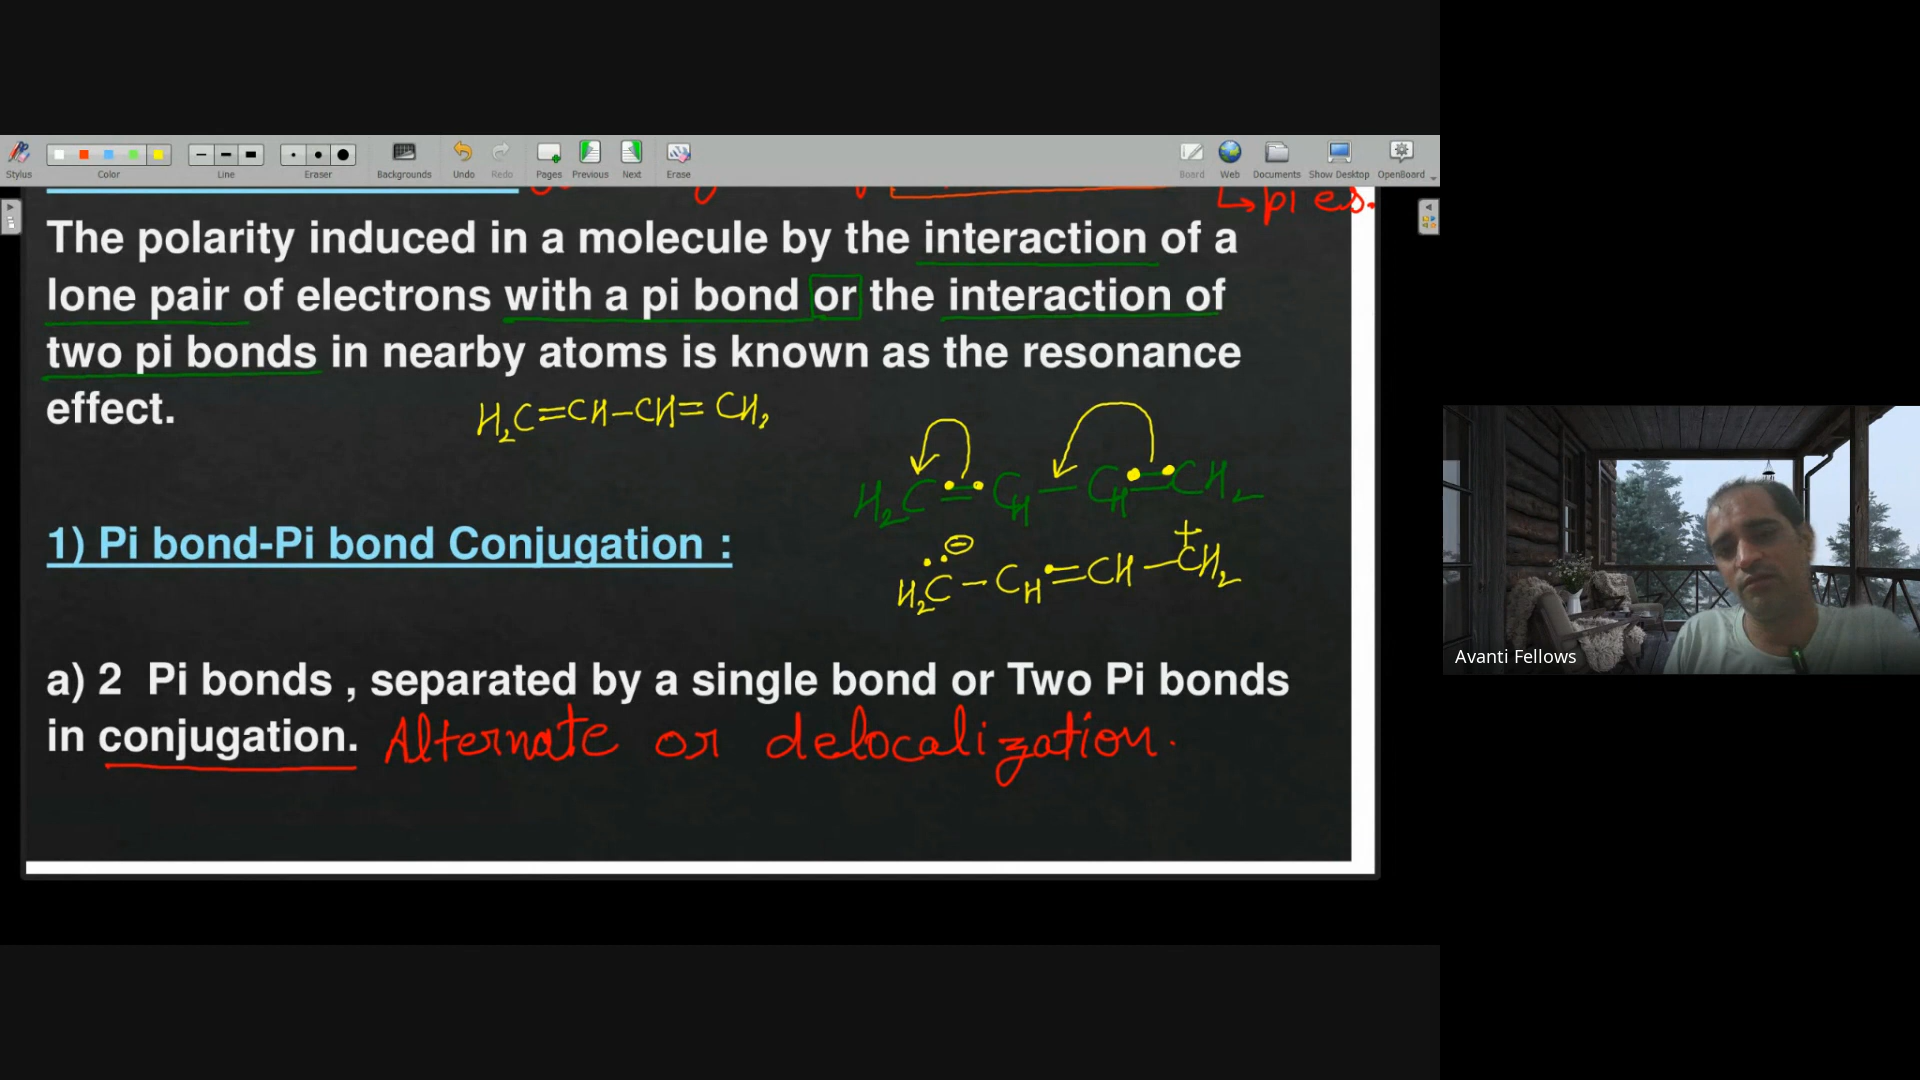 Stylus Color Line Eraser Backgrounds Undo Redo Pages Previous Next Erase Board Web Documents Show Desktop OpenBoard
↳pi es.
The polarity induced in a molecule by the interaction of a
lone pair of electrons with a pi bond or the interaction of
two pi bonds in nearby atoms is known as the resonance
effect.
H₂C=CH–CH=CH₂
H₂C=CH–CH=CH₂
1) Pi bond-Pi bond Conjugation :
H₂C–CH=CH–CH₂
⊖ +
a) 2 Pi bonds , separated by a single bond or Two Pi bonds
in conjugation. Alternate or delocalization.
Avanti Fellows